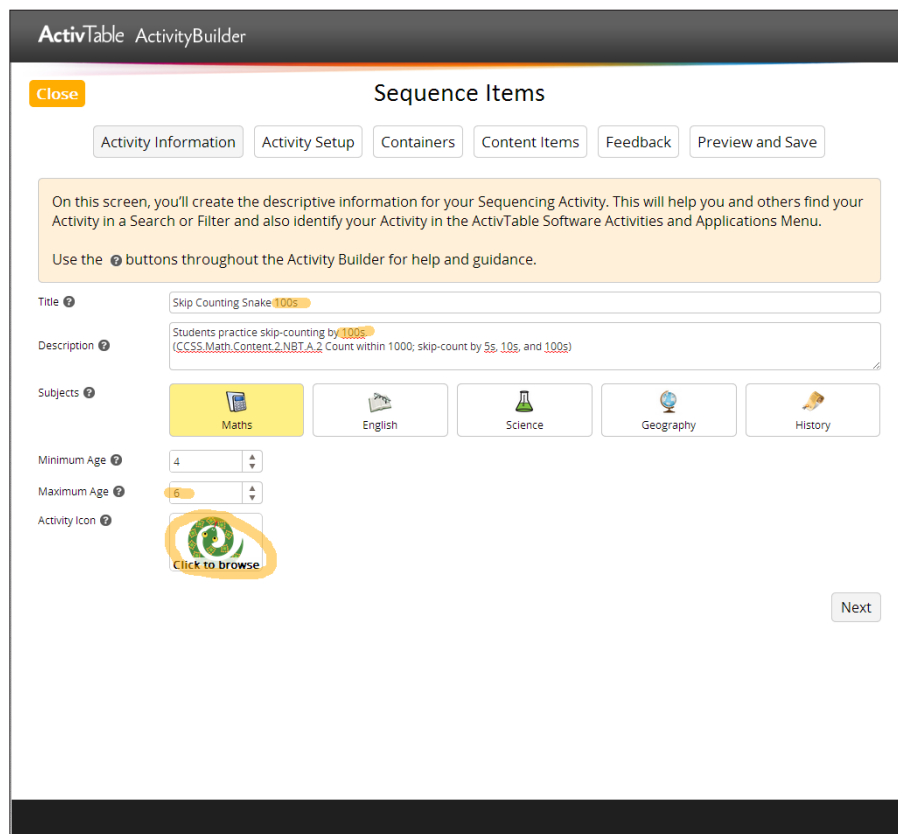 ActivTable ActivityBuilder
Close
Sequence Items
Activity Information
Activity Setup
Containers
Content Items
Feedback
Preview and Save
On this screen, you'll create the descriptive information for your Sequencing Activity. This will help you and others find your
Activity in a Search or Filter and also identify your Activity in the ActivTable Software Activities and Applications Menu.
Use the ? buttons throughout the Activity Builder for help and guidance.
Title ?
Skip Counting Snake 100s
Description ?
Students practice skip-counting by 100s.
(CCSS.Math.Content.2.NBT.A.2 Count within 1000; skip-count by 5s, 10s, and 100s)
Subjects ?
Maths
English
Science
Geography
History
Minimum Age ?
4
Maximum Age ?
6
Activity Icon ?
Click to browse
Next